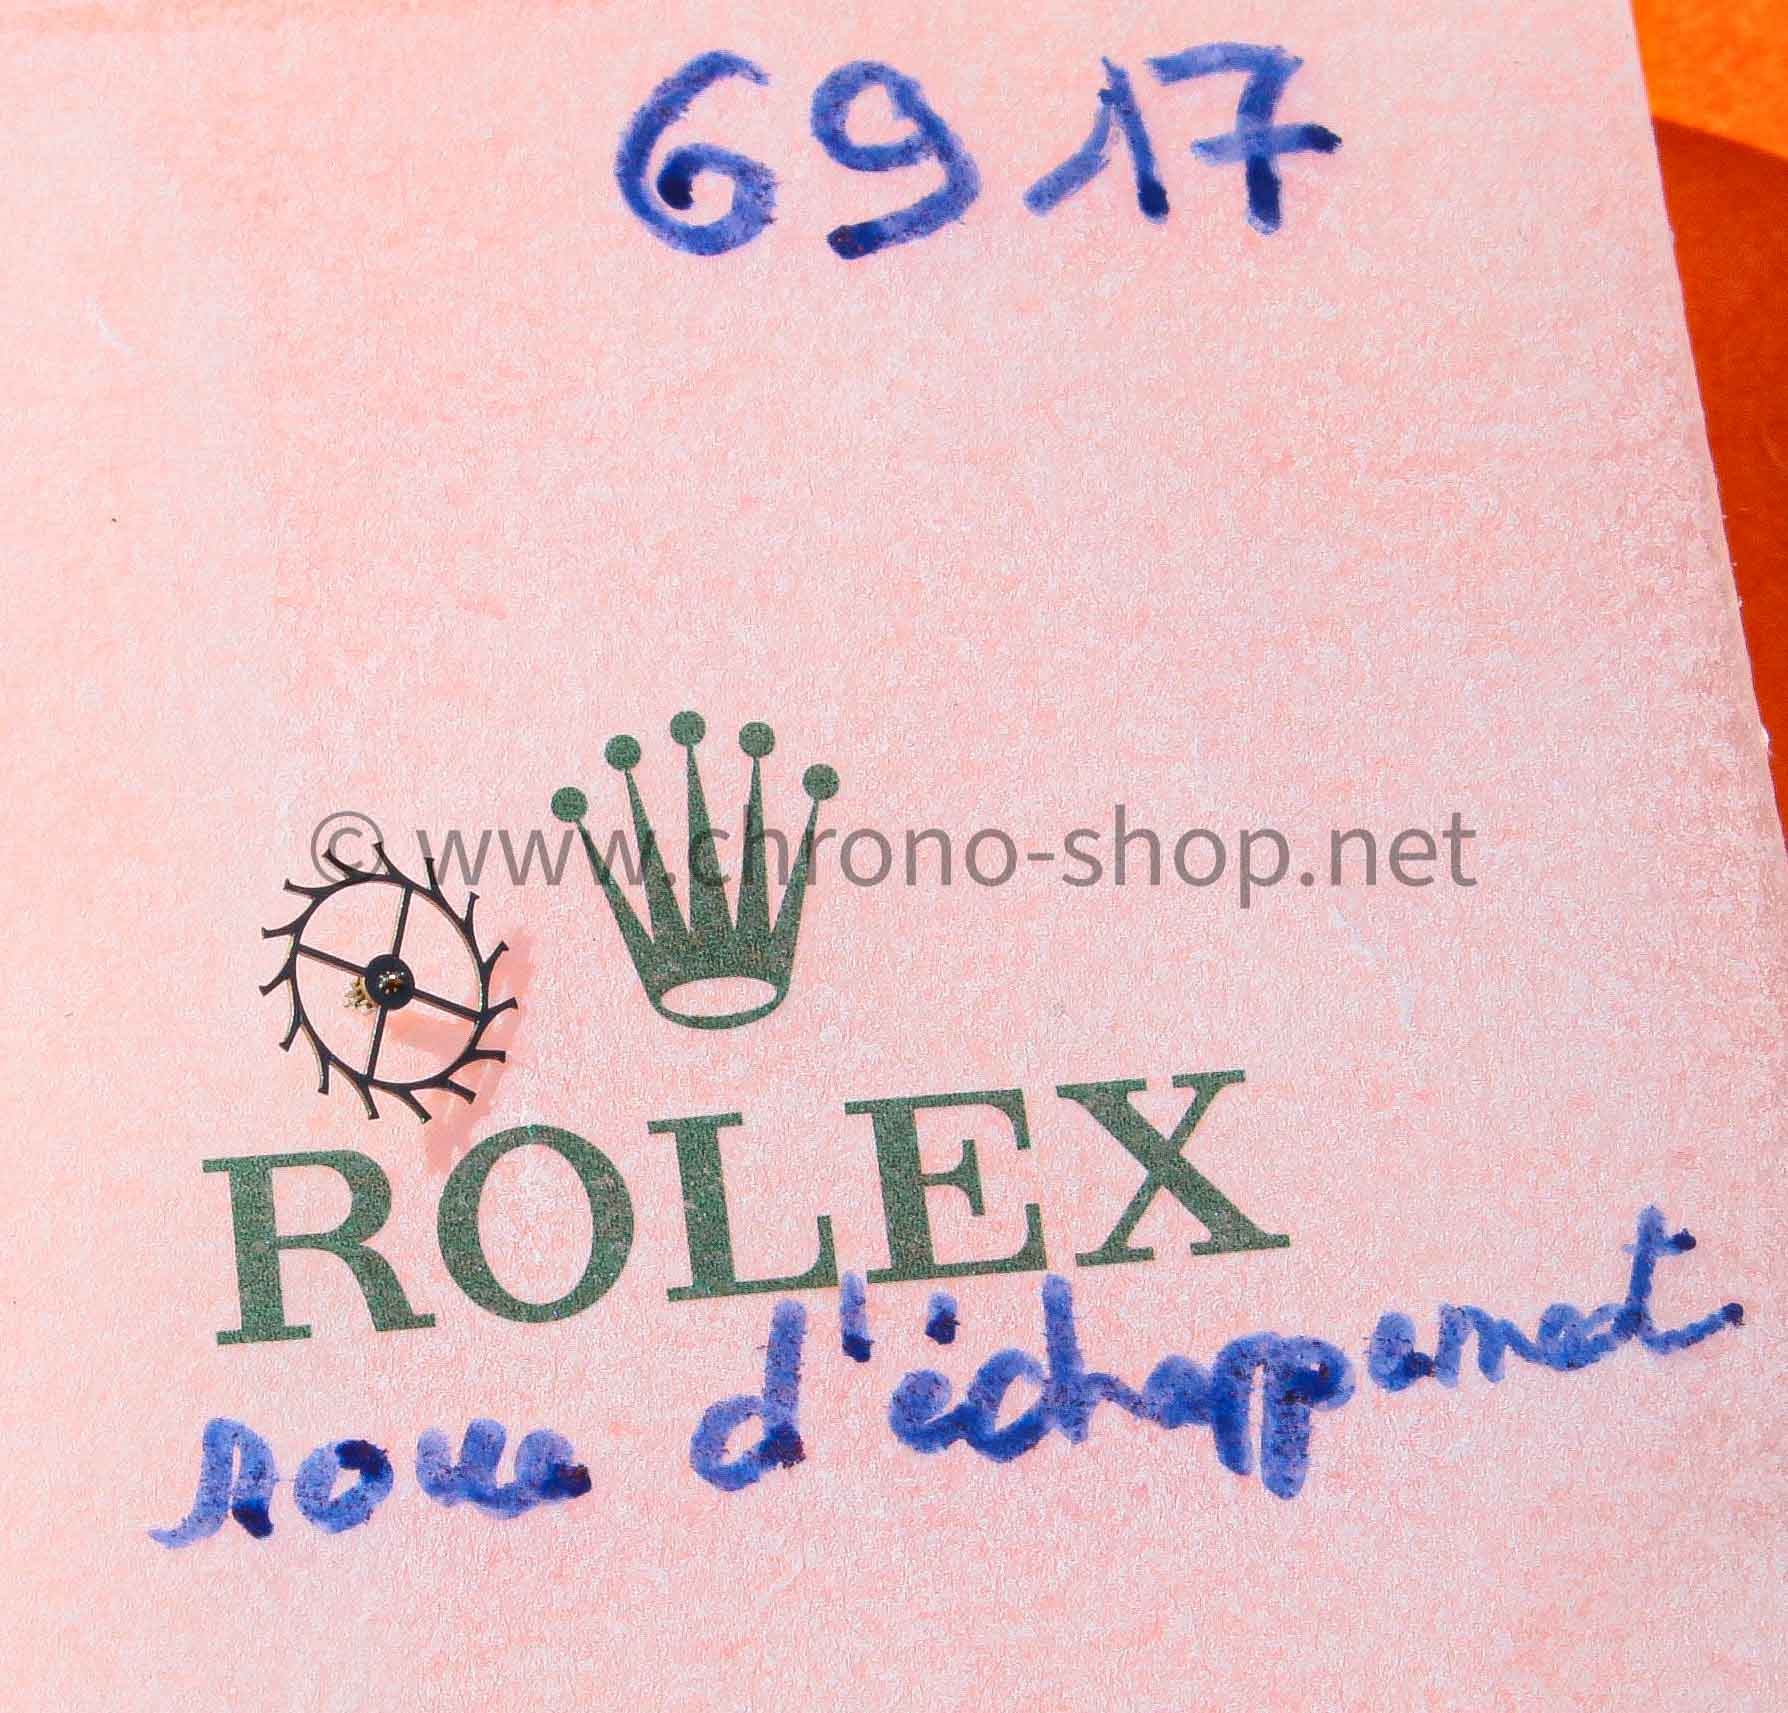 6917
© www.chrono-shop.net
ROLEX
roue d'échappement